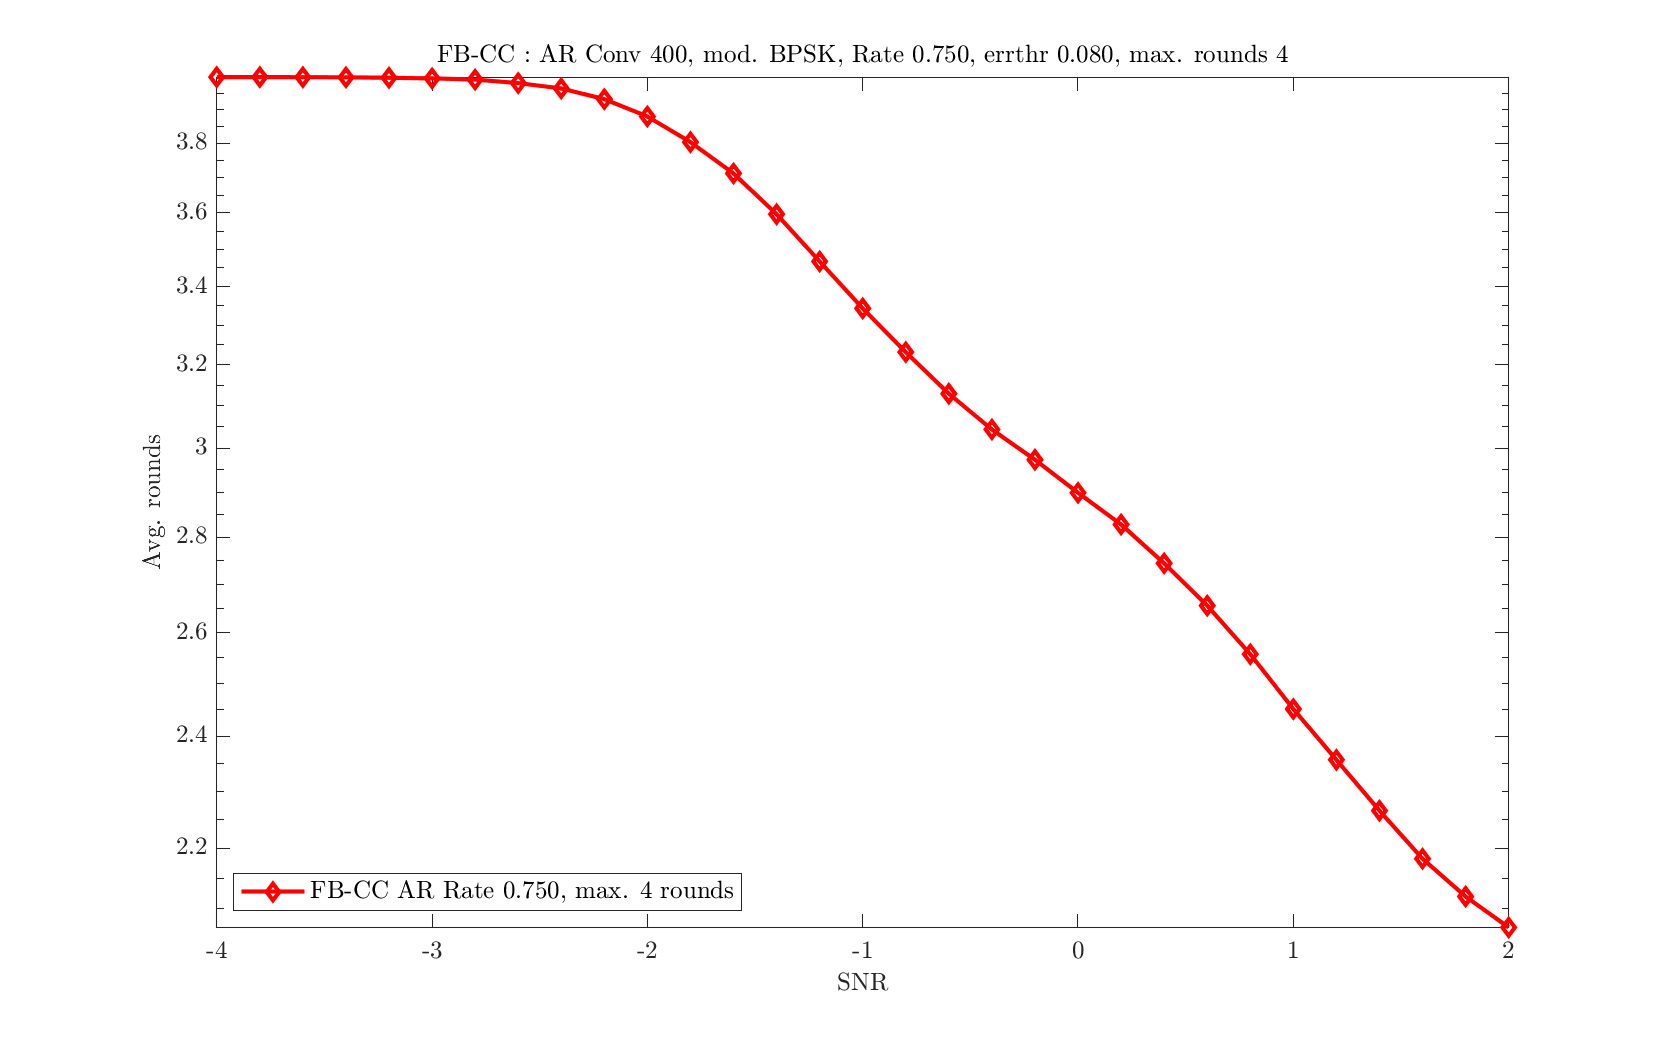 FB-CC : AR Conv 400, mod. BPSK, Rate 0.750, errthr 0.080, max. rounds 4
3.8
3.6
3.4
3.2
3
2.8
2.6
2.4
2.2
Avg. rounds
FB-CC AR Rate 0.750, max. 4 rounds
-4 -3 -2 -1 0 1 2
SNR